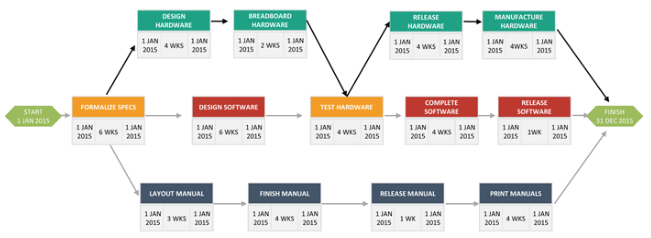 DESIGN
HARDWARE
1 JAN
2015
4 WKS
1 JAN
2015
BREADBOARD
HARDWARE
1 JAN
2015
2 WKS
1 JAN
2015
RELEASE
HARDWARE
1 JAN
2015
4 WKS
1 JAN
2015
MANUFACTURE
HARDWARE
1 JAN
2015
4WKS
1 JAN
2015
START
1 JAN 2015
FORMALIZE SPECS
1 JAN
2015
6 WKS
1 JAN
2015
DESIGN SOFTWARE
1 JAN
2015
6 WKS
1 JAN
2015
TEST HARDWARE
1 JAN
2015
4 WKS
1 JAN
2015
COMPLETE
SOFTWARE
1 JAN
2015
4 WKS
1 JAN
2015
RELEASE
SOFTWARE
1 JAN
2015
1WK
1 JAN
2015
FINISH
31 DEC 2015
LAYOUT MANUAL
1 JAN
2015
3 WKS
1 JAN
2015
FINISH MANUAL
1 JAN
2015
4 WKS
1 JAN
2015
RELEASE MANUAL
1 JAN
2015
1 WK
1 JAN
2015
PRINT MANUALS
1 JAN
2015
4 WKS
1 JAN
2015